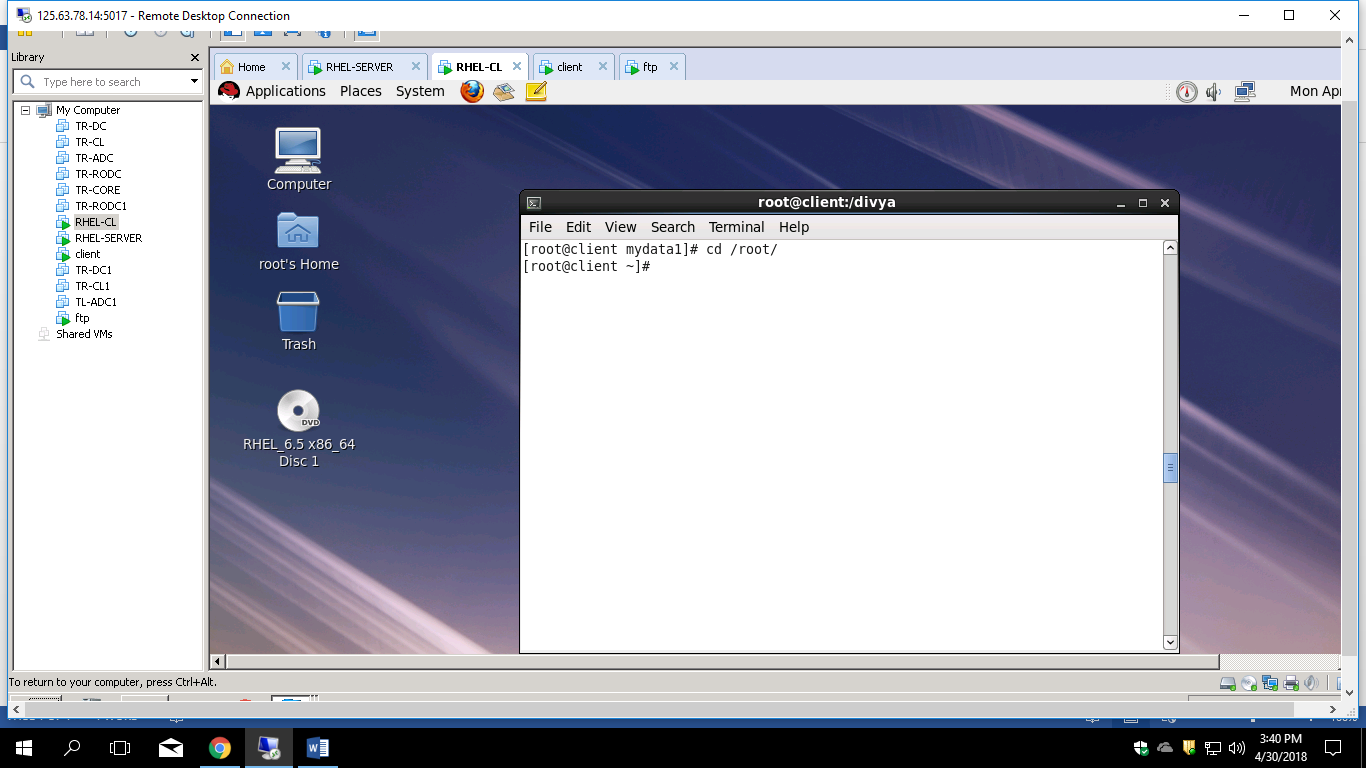 125.63.78.14:5017 - Remote Desktop Connection
Library
Type here to search
My Computer
TR-DC
TR-CL
TR-ADC
TR-RODC
TR-CORE
TR-RODC1
RHEL-CL
RHEL-SERVER
client
TR-DC1
TR-CL1
TL-ADC1
ftp
Shared VMs
Home RHEL-SERVER RHEL-CL client ftp
Applications Places System Mon Apr
Computer
root's Home
Trash
DVD
RHEL_6.5 x86_64
Disc 1
root@client:/divya
File Edit View Search Terminal Help
[root@client mydata1]# cd /root/
[root@client ~]#
To return to your computer, press Ctrl+Alt.
3:40 PM
4/30/2018